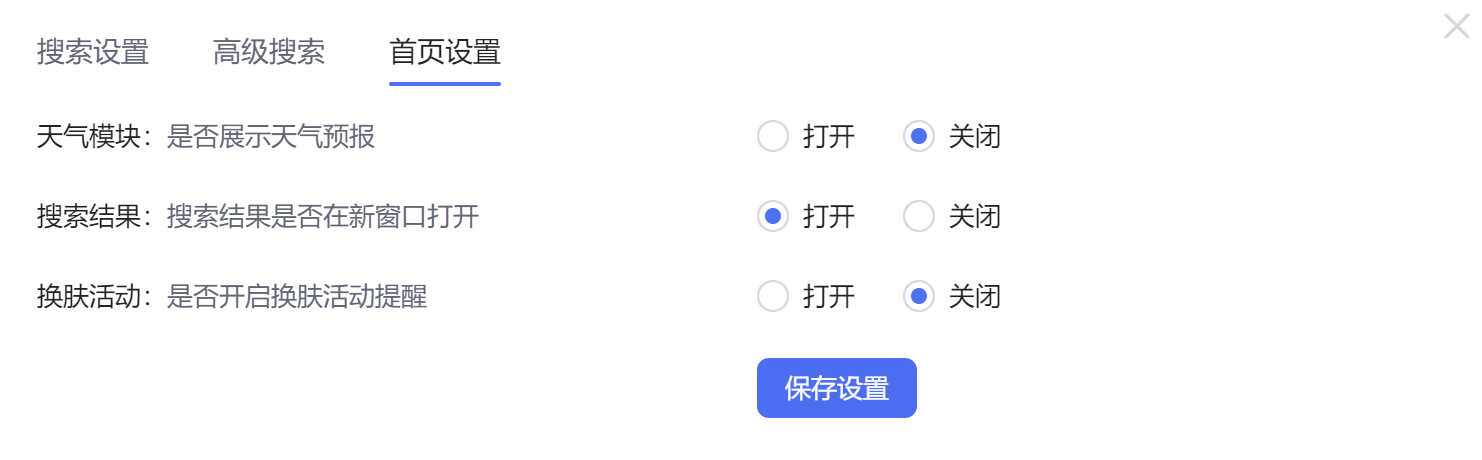 搜索设置 高级搜索 首页设置
天气模块：是否展示天气预报 打开 关闭
搜索结果：搜索结果是否在新窗口打开 打开 关闭
换肤活动：是否开启换肤活动提醒 打开 关闭
保存设置